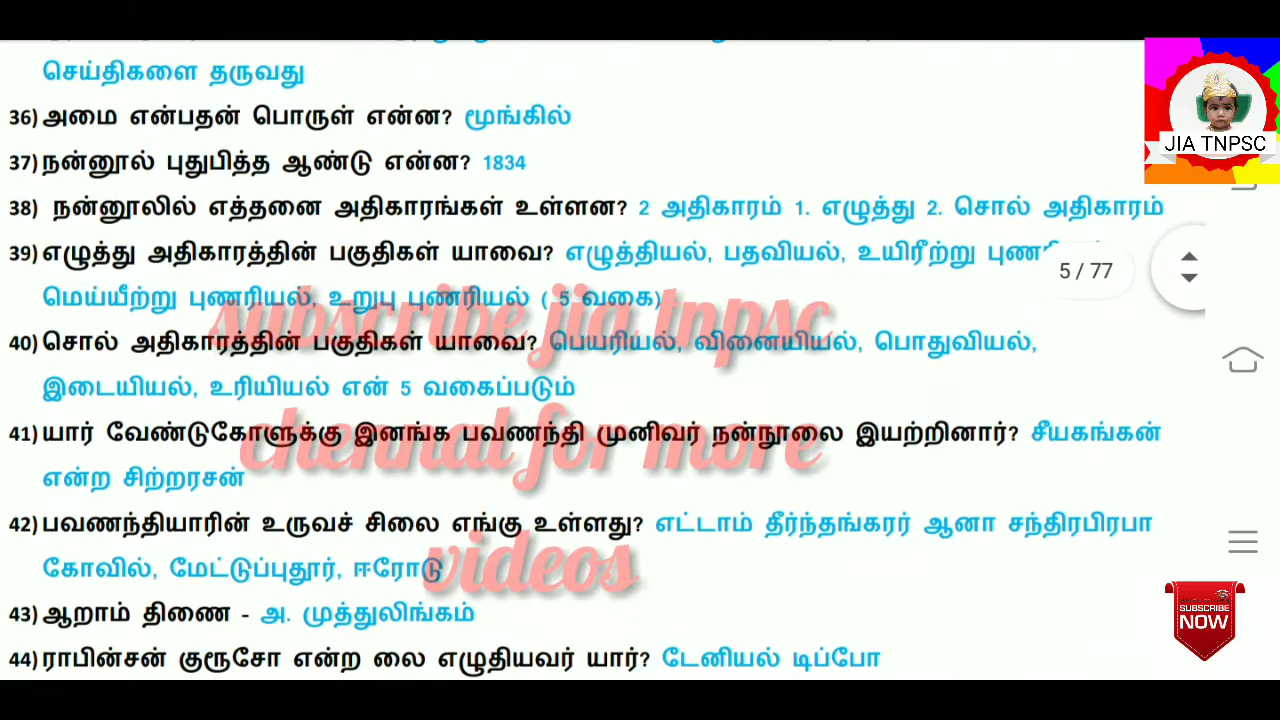 செய்திகளை தருவது
JIA TNPSC
36) அமை என்பதன் பொருள் என்ன? மூங்கில்
37) நன்னூல் புதுபித்த ஆண்டு என்ன? 1834
38) நன்னூலில் எத்தனை அதிகாரங்கள் உள்ளன? 2 அதிகாரம் 1. எழுத்து 2. சொல் அதிகாரம்
39) எழுத்து அதிகாரத்தின் பகுதிகள் யாவை? எழுத்தியல், பதவியல், உயிரீற்று
5 / 77
மெய்யீற்று புணரியல், உறுபு புணரியல் ( 5 வகை)
subscribe jia tnpsc
40) சொல் அதிகாரத்தின் பகுதிகள் யாவை? பெயரியல், வினையியல், பொதுவியல்,
இடையியல், உரியியல் என் 5 வகைப்படும்
41) யார் வேண்டுகோளுக்கு இனங்க பவணந்தி முனிவர் நன்நூலை இயற்றினார்? சீயகங்கன்
chennal for more
என்ற சிற்றரசன்
42) பவணந்தியாரின் உருவச் சிலை எங்கு உள்ளது? எட்டாம் தீர்ந்தங்கரர் ஆனா சந்திரபிரபா
கோவில், மேட்டுப்புதூர், ஈரோடு
videos
43) ஆறாம் திணை - அ. முத்துலிங்கம்
SUBSCRIBE
NOW
44) ராபின்சன் குரூசோ என்ற லை எழுதியவர் யார்? டேனியல் டிப்போ